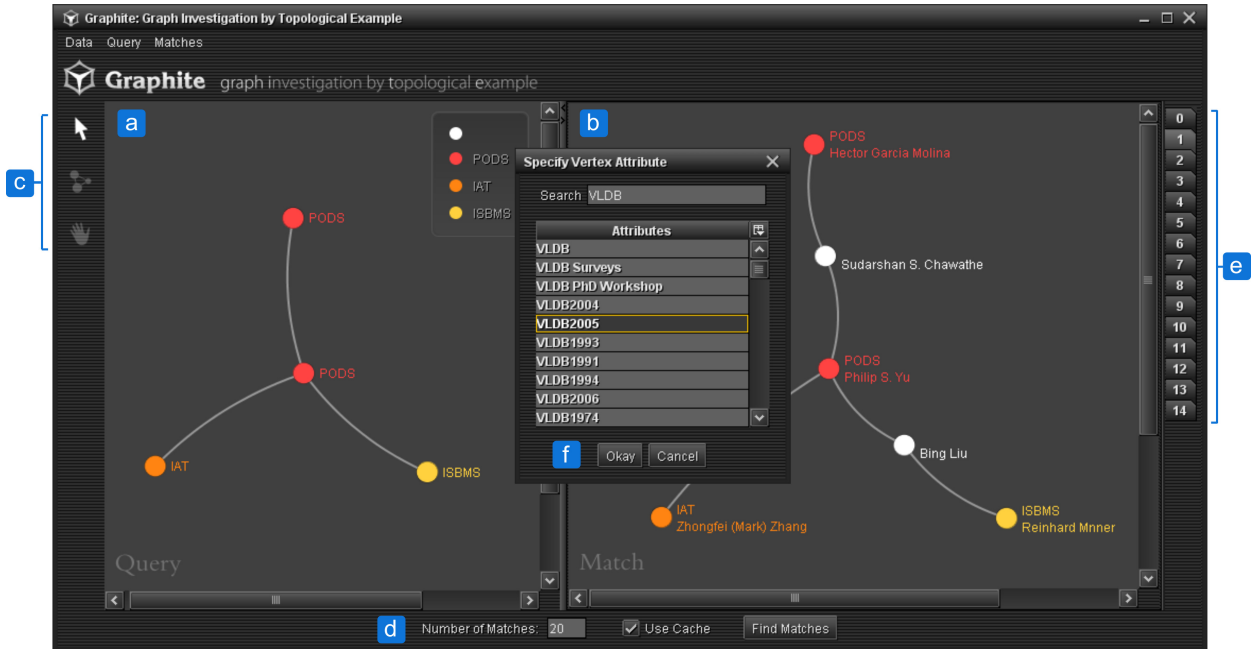 Graphite: Graph Investigation by Topological Example
Data Query Matches
Graphite graph investigation by topological example
a
b
c
d
e
f
PODS
IAT
ISBMS
PODS
PODS
IAT
ISBMS
Query
Specify Vertex Attribute
Search VLDB
Attributes
VLDB
VLDB Surveys
VLDB PhD Workshop
VLDB2004
VLDB2005
VLDB1993
VLDB1991
VLDB1994
VLDB2006
VLDB1974
Okay Cancel
PODS
Hector Garcia Molina
Sudarshan S. Chawathe
PODS
Philip S. Yu
Bing Liu
IAT
Zhongfei (Mark) Zhang
ISBMS
Reinhard Mnner
Match
0
1
2
3
4
5
6
7
8
9
10
11
12
13
14
Number of Matches: 20 Use Cache Find Matches